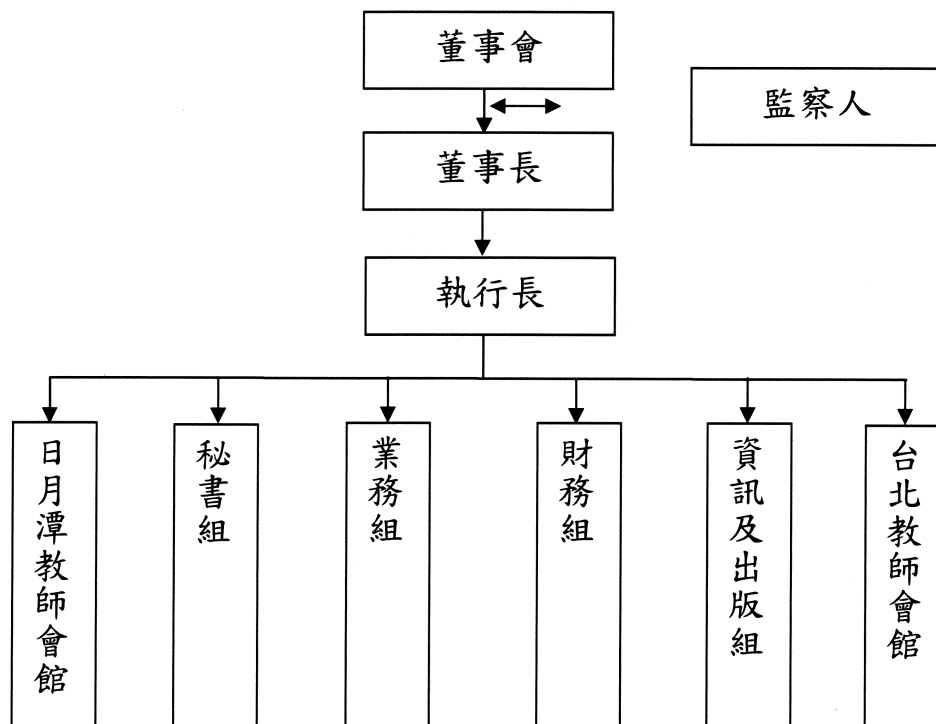 董事會
監察人
董事長
執行長
日月潭教師會館
秘書組
業務組
財務組
資訊及出版組
台北教師會館